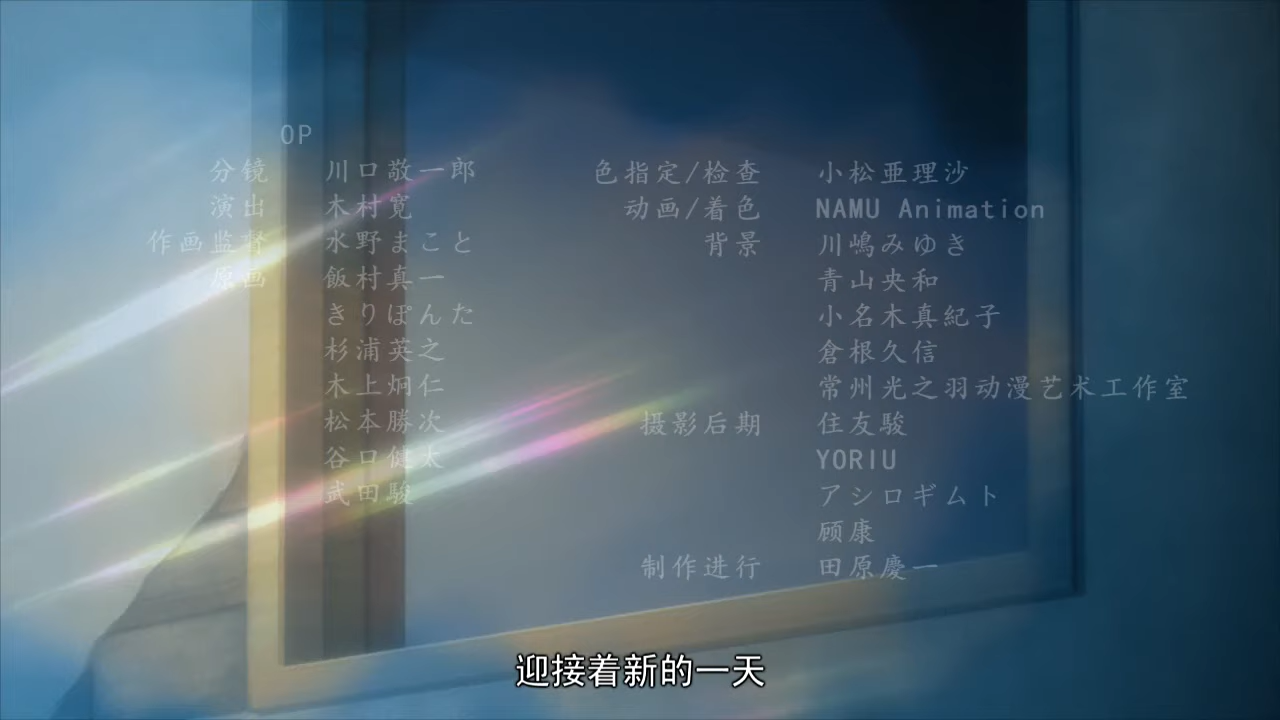 OP
分镜 川口敬一郎
演出 木村寛
作画监督 水野まこと
原画 飯村真一
きりぽんた
杉浦英之
木上炯仁
松本勝次
谷口健太
武田駿
色指定/检查 小松亜理沙
动画/着色 NAMU Animation
背景 川嶋みゆき
青山央和
小名木真紀子
倉根久信
常州光之羽动漫艺术工作室
摄影后期 住友駿
YORIU
アシロギムト
顾康
制作进行 田原慶一
迎接着新的一天